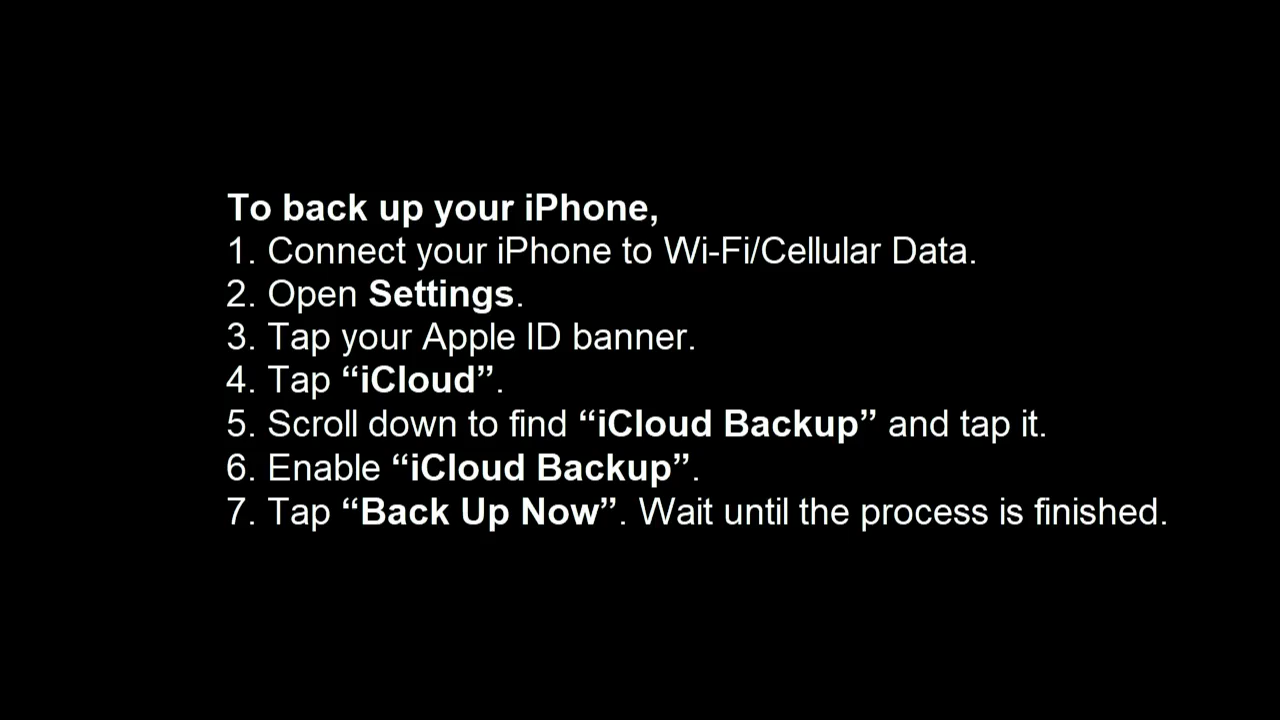 To back up your iPhone,
1. Connect your iPhone to Wi-Fi/Cellular Data.
2. Open Settings.
3. Tap your Apple ID banner.
4. Tap “iCloud”.
5. Scroll down to find “iCloud Backup” and tap it.
6. Enable “iCloud Backup”.
7. Tap “Back Up Now”. Wait until the process is finished.